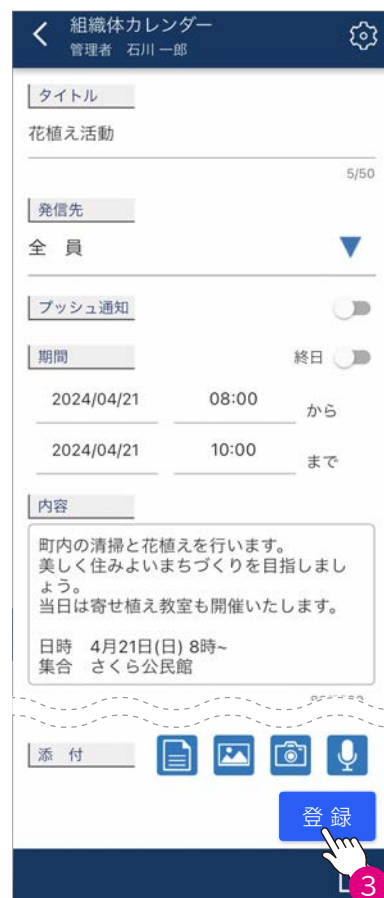 組織体カレンダー
管理者　石川一郎
タイトル
花植え活動
5/50
発信先
全　員
プッシュ通知
期間
終日
2024/04/21　08:00　から
2024/04/21　10:00　まで
内容
町内の清掃と花植えを行います。
美しく住みよいまちづくりを目指しまし
ょう。
当日は寄せ植え教室も開催いたします。
日時　4月21日(日) 8時~
集合　さくら公民館
添　付
登 録
3